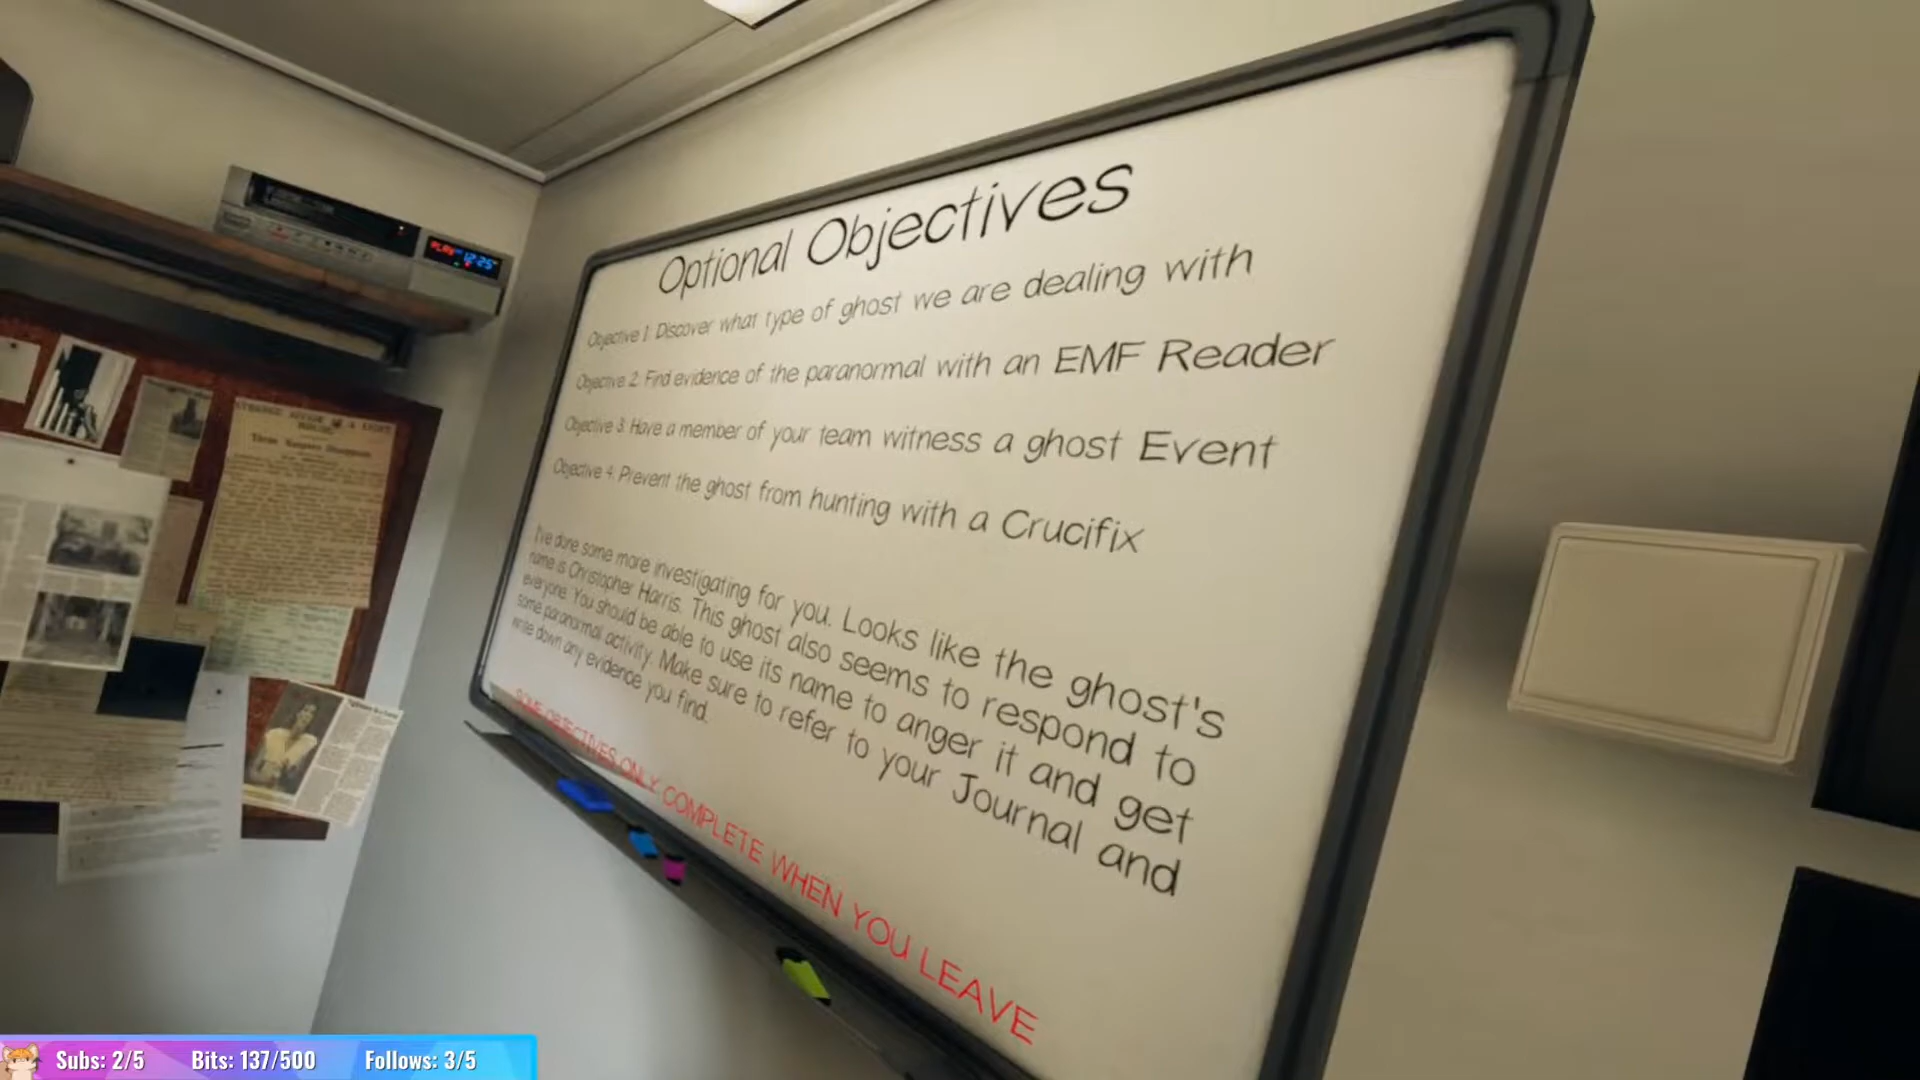 Optional Objectives
Objective 1: Discover what type of ghost we are dealing with
Objective 2: Find evidence of the paranormal with an EMF Reader
Objective 3: Have a member of your team witness a ghost Event
Objective 4: Prevent the ghost from hunting with a Crucifix
I've done some more investigating for you. Looks like the ghost's
name is Christopher Harris. This ghost also seems to respond to
everyone. You should be able to use its name to anger it and get
some paranormal activity. Make sure to refer to your Journal and
write down any evidence you find.
SOME OBJECTIVES ONLY COMPLETE WHEN YOU LEAVE
PLAY 12:25
Subs: 2/5 Bits: 137/500 Follows: 3/5